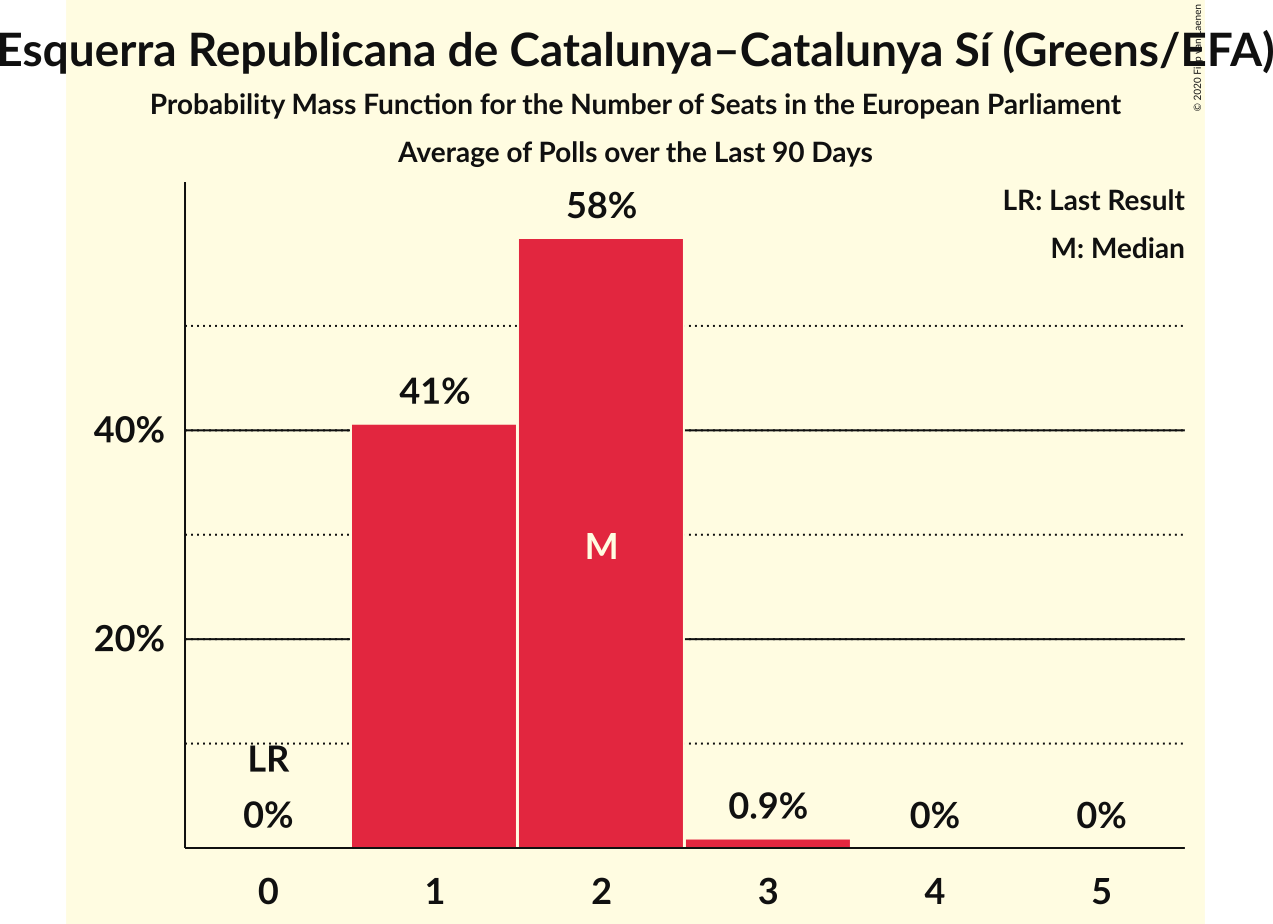 Esquerra Republicana de Catalunya–Catalunya Sí (Greens/EFA)
Probability Mass Function for the Number of Seats in the European Parliament
Average of Polls over the Last 90 Days
LR: Last Result
M: Median
58%
41%
40%
M
20%
LR
0%
0.9%
0%
0%
0 1 2 3 4 5
© 2020